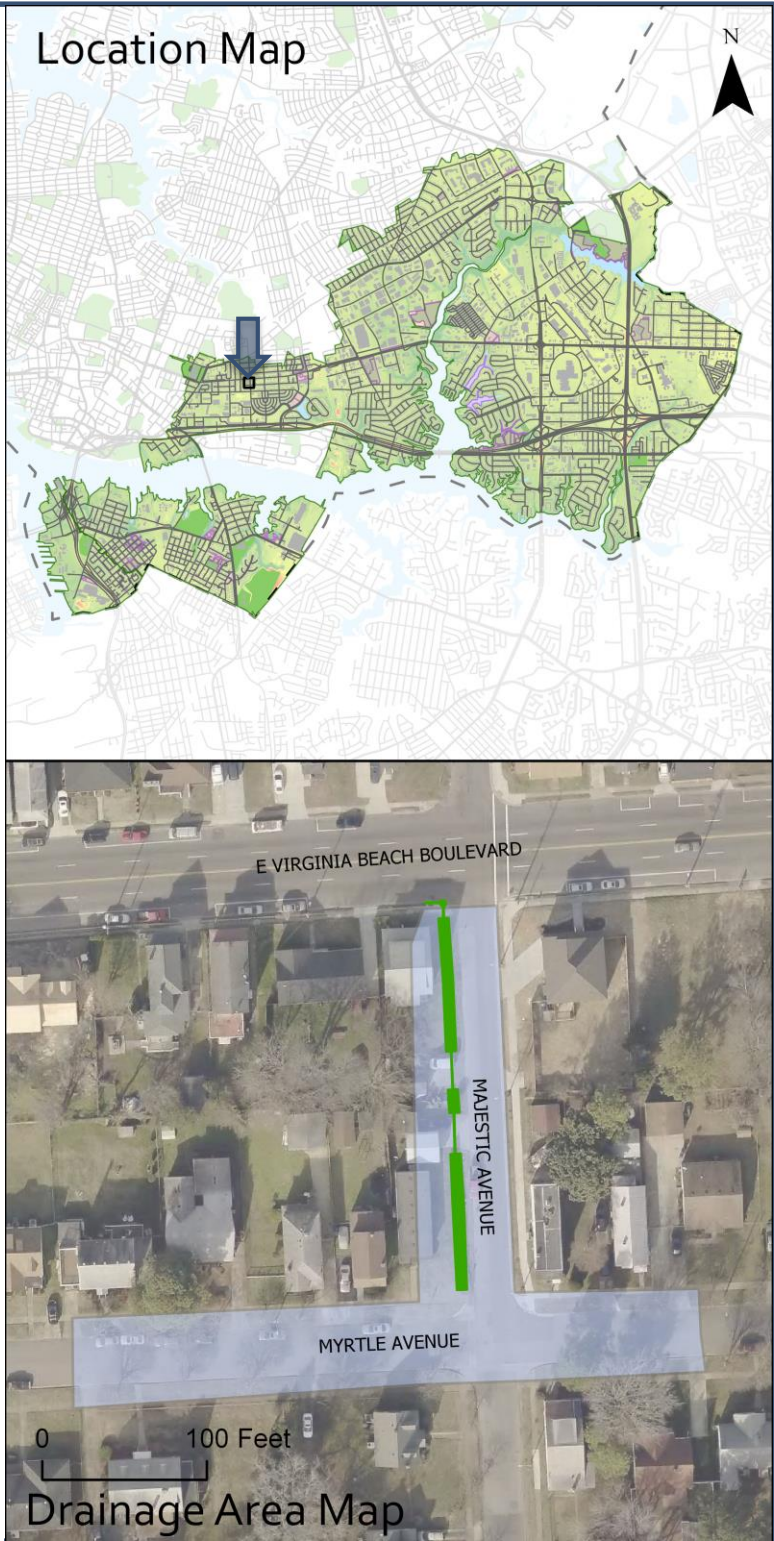 Location Map
N
E VIRGINIA BEACH BOULEVARD
MAJESTIC AVENUE
MYRTLE AVENUE
0 100 Feet
Drainage Area Map